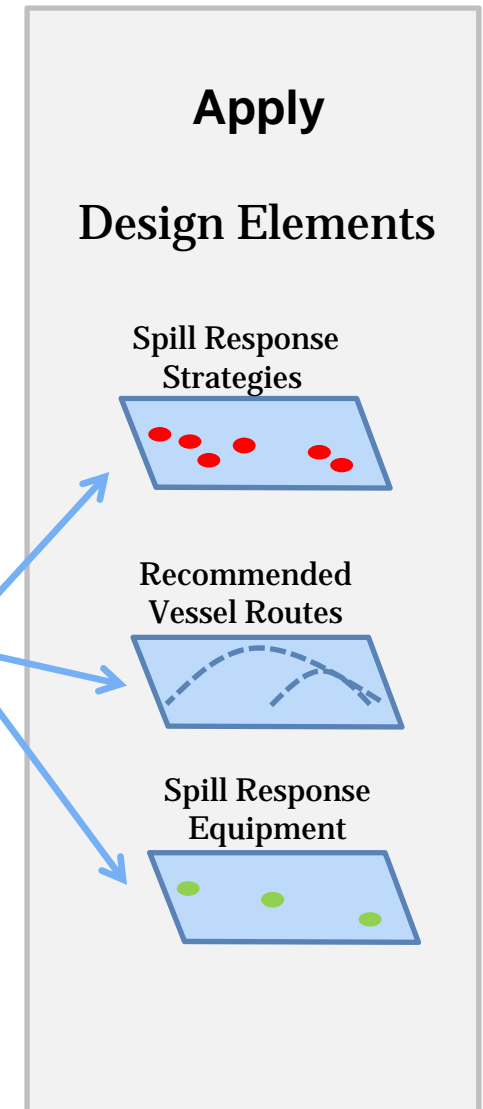 Apply
Design Elements
Spill Response
Strategies
Recommended
Vessel Routes
Spill Response
Equipment